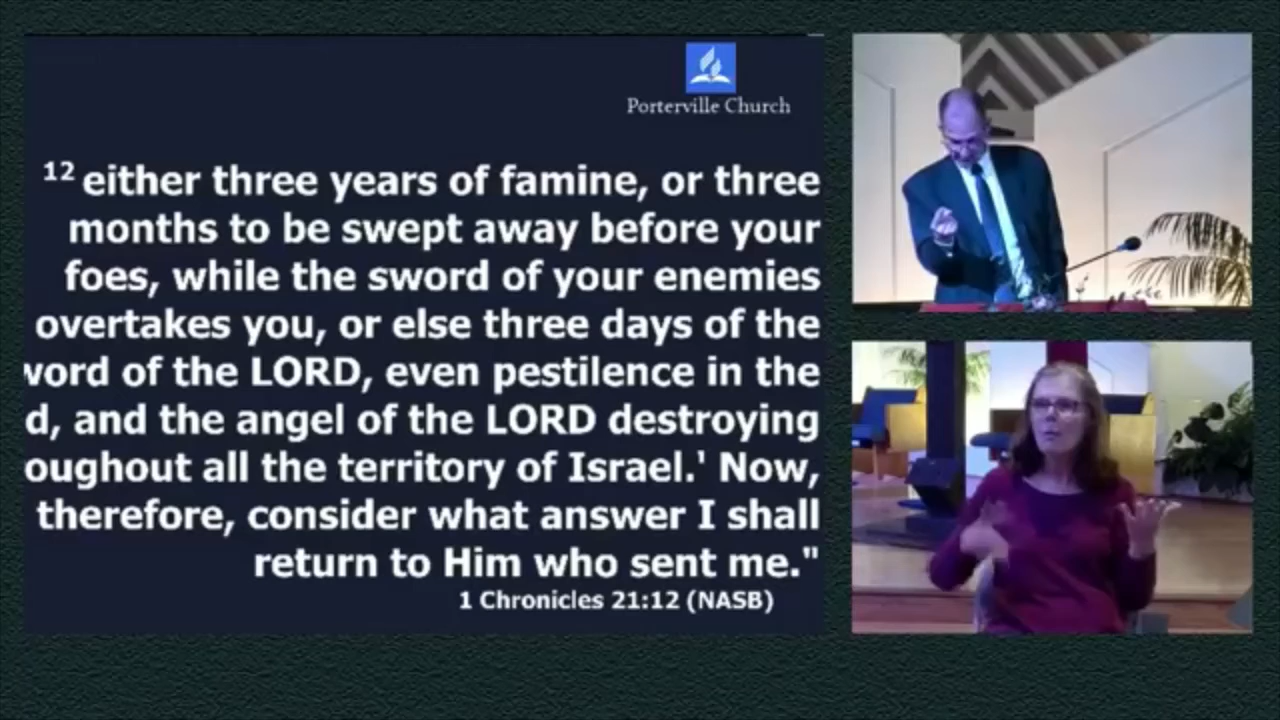 Porterville Church
12 either three years of famine, or three
months to be swept away before your
foes, while the sword of your enemies
overtakes you, or else three days of the
word of the LORD, even pestilence in the
d, and the angel of the LORD destroying
oughout all the territory of Israel.' Now,
therefore, consider what answer I shall
return to Him who sent me."
1 Chronicles 21:12 (NASB)